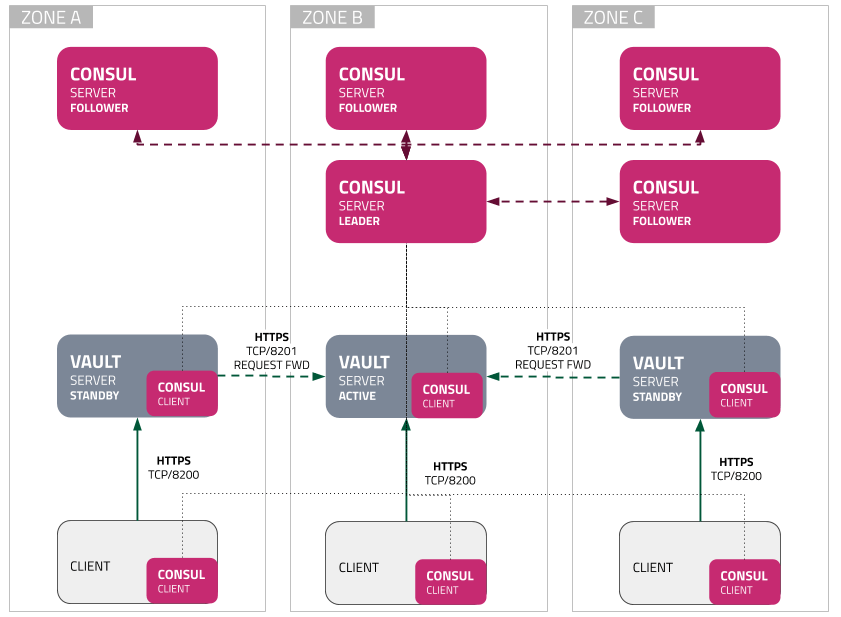 ZONE A
ZONE B
ZONE C
CONSUL
SERVER
FOLLOWER
CONSUL
SERVER
FOLLOWER
CONSUL
SERVER
FOLLOWER
CONSUL
SERVER
LEADER
CONSUL
SERVER
FOLLOWER
VAULT
SERVER
STANDBY
CONSUL
CLIENT
HTTPS
TCP/8201
REQUEST FWD
VAULT
SERVER
ACTIVE
CONSUL
CLIENT
HTTPS
TCP/8201
REQUEST FWD
VAULT
SERVER
STANDBY
CONSUL
CLIENT
HTTPS
TCP/8200
HTTPS
TCP/8200
HTTPS
TCP/8200
CLIENT
CONSUL
CLIENT
CLIENT
CONSUL
CLIENT
CLIENT
CONSUL
CLIENT